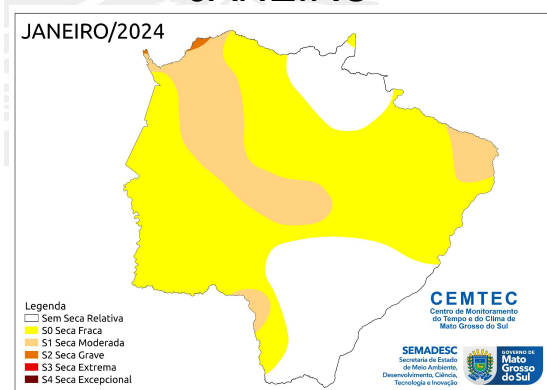 JANEIRO/2024
Legenda
Sem Seca Relativa
S0 Seca Fraca
S1 Seca Moderada
S2 Seca Grave
S3 Seca Extrema
S4 Seca Excepcional
CEMTEC
Centro de Monitoramento
do Tempo e do Clima de
Mato Grosso do Sul
SEMADESC
Secretaria de Estado
de Meio Ambiente,
Desenvolvimento, Ciência,
Tecnologia e Inovação
GOVERNO DE
Mato
Grosso
do Sul